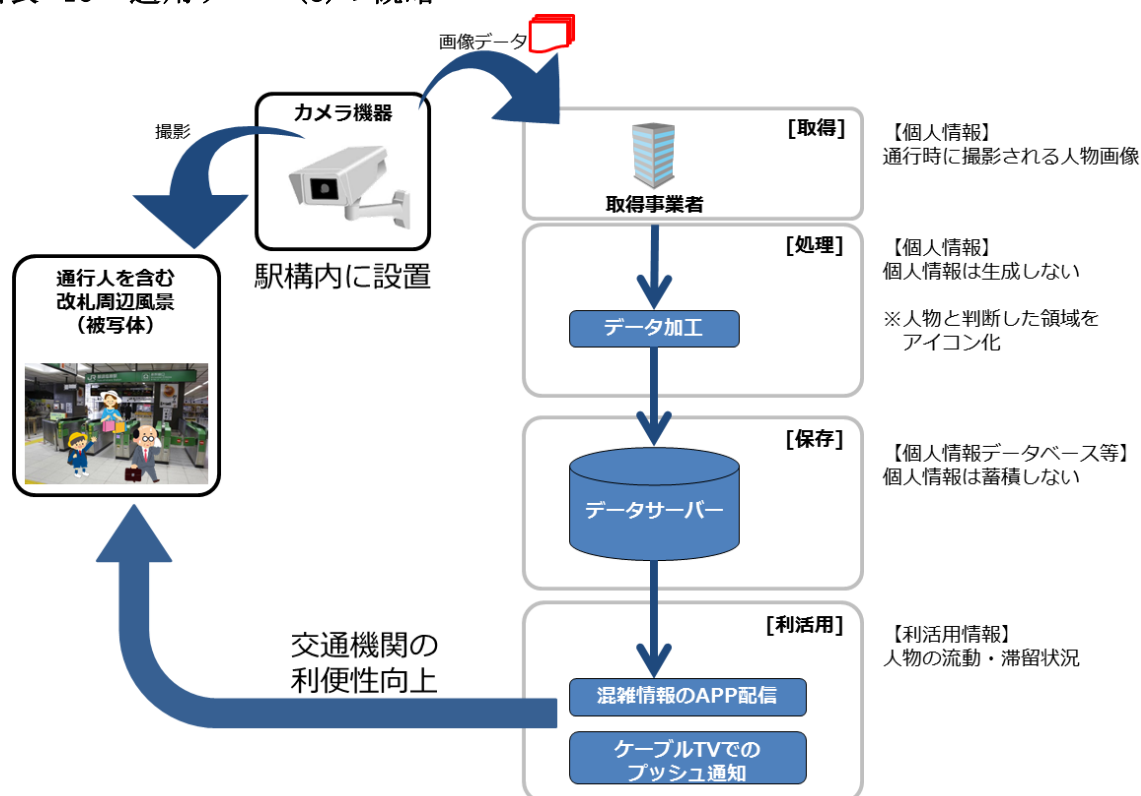 画像データ
カメラ機器
撮影
駅構内に設置
通行人を含む
改札周辺風景
（被写体）
[取得]
取得事業者
【個人情報】
通行時に撮影される人物画像
[処理]
データ加工
【個人情報】
個人情報は生成しない
※人物と判断した領域を
アイコン化
[保存]
データサーバー
【個人情報データベース等】
個人情報は蓄積しない
[利活用]
混雑情報のAPP配信
ケーブルTVでの
プッシュ通知
【利活用情報】
人物の流動・滞留状況
交通機関の
利便性向上